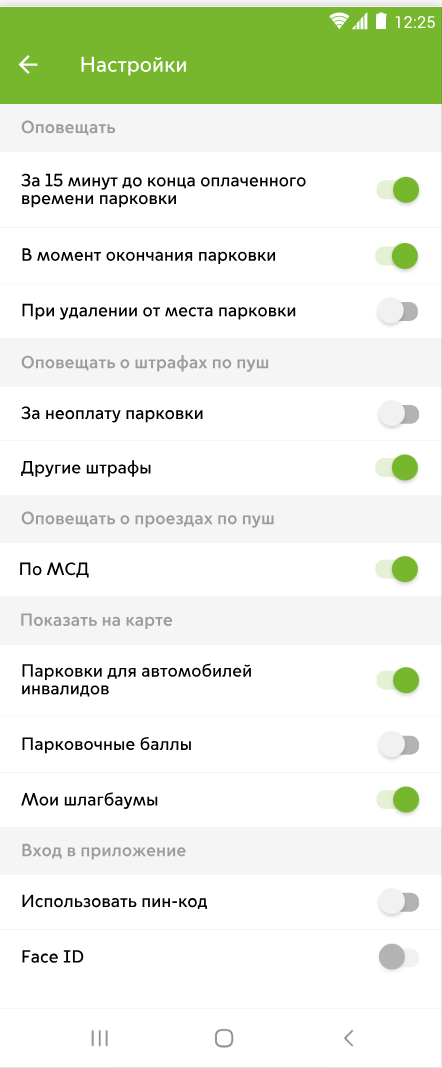 12:25
Настройки
Оповещать
За 15 минут до конца оплаченного
времени парковки
В момент окончания парковки
При удалении от места парковки
Оповещать о штрафах по пуш
За неоплату парковки
Другие штрафы
Оповещать о проездах по пуш
По МСД
Показать на карте
Парковки для автомобилей
инвалидов
Парковочные баллы
Мои шлагбаумы
Вход в приложение
Использовать пин-код
Face ID